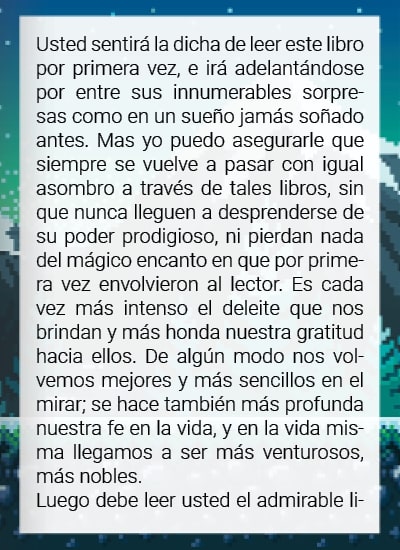 Usted sentirá la dicha de leer este libro
por primera vez, e irá adelantándose
por entre sus innumerables sorpre-
sas como en un sueño jamás soñado
antes. Mas yo puedo asegurarle que
siempre se vuelve a pasar con igual
asombro a través de tales libros, sin
que nunca lleguen a desprenderse de
su poder prodigioso, ni pierdan nada
del mágico encanto en que por prime-
ra vez envolvieron al lector. Es cada
vez más intenso el deleite que nos
brindan y más honda nuestra gratitud
hacia ellos. De algún modo nos vol-
vemos mejores y más sencillos en el
mirar; se hace también más profunda
nuestra fe en la vida, y en la vida mis-
ma llegamos a ser más venturosos,
más nobles.
Luego debe leer usted el admirable li-